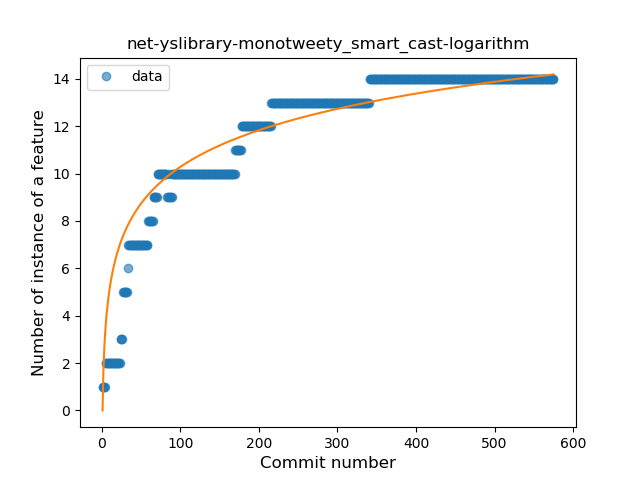 net-yslibrary-monotweety_smart_cast-logarithm
data
Number of instance of a feature
14
12
10
8
6
4
2
0
0 100 200 300 400 500 600
Commit number